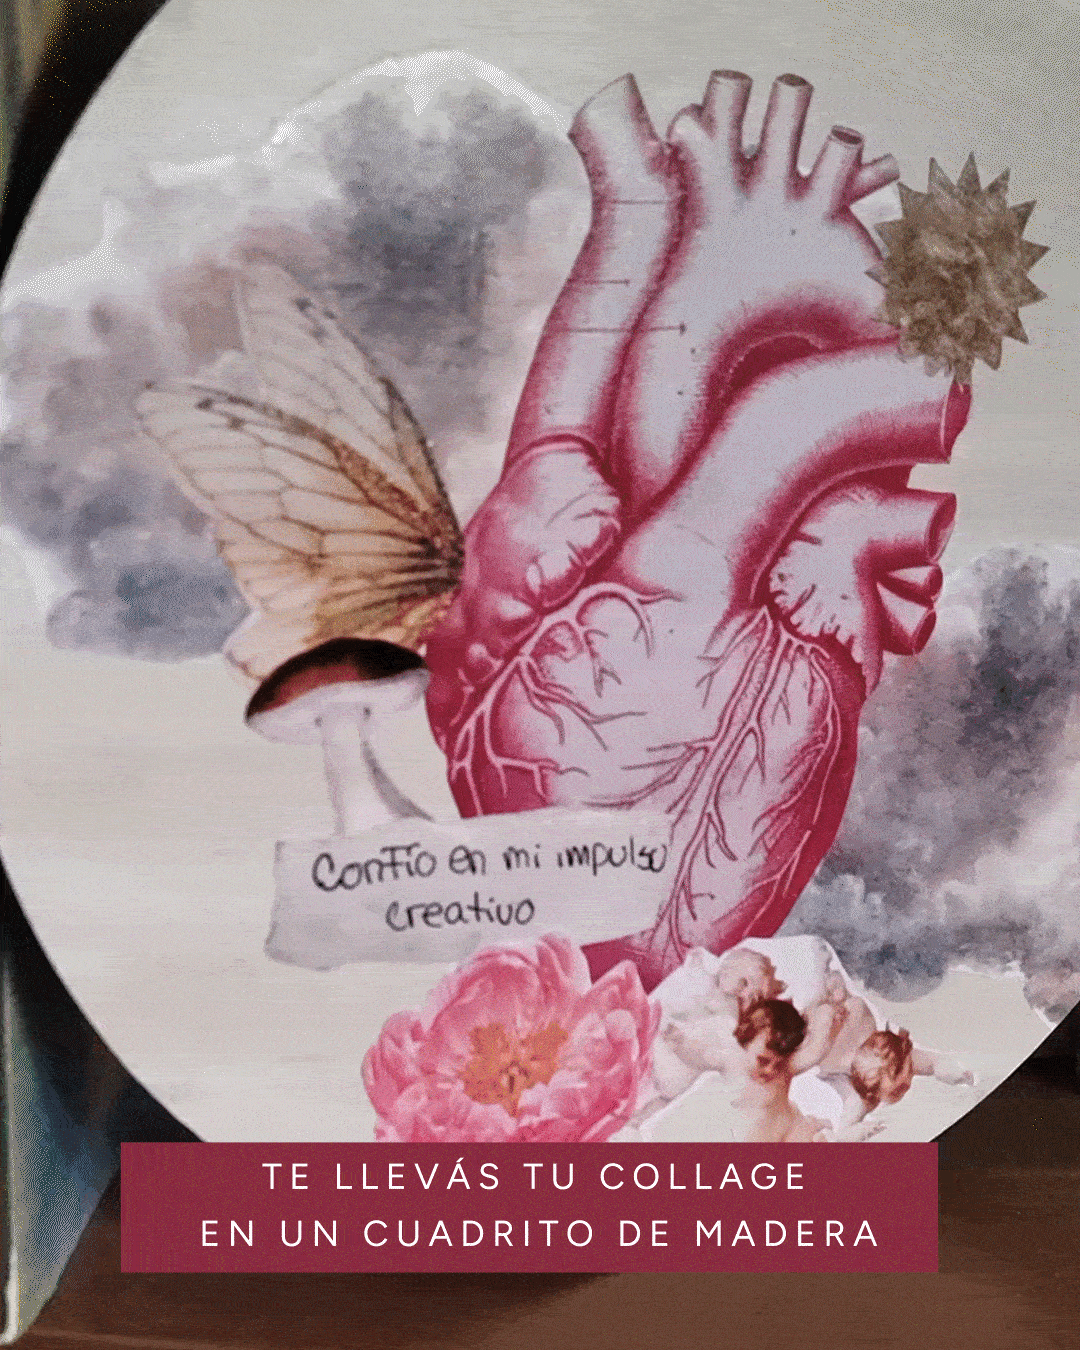 Confío en mi impulso
creativo
TE LLEVÁS TU COLLAGE
EN UN CUADRITO DE MADERA